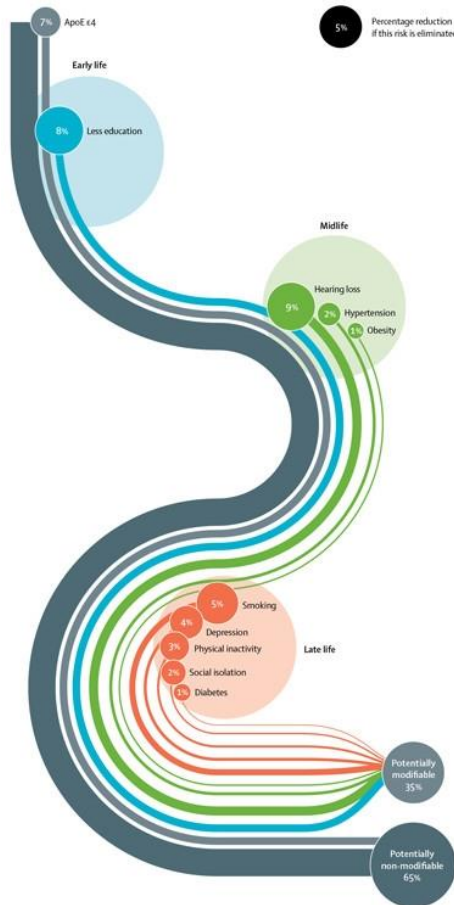 7% ApoE ε4
5% Percentage reduction
if this risk is eliminated
Early life
8% Less education
Midlife
Hearing loss
9%
2% Hypertension
1% Obesity
5% Smoking
4% Depression
3% Physical inactivity
Late life
2% Social isolation
1% Diabetes
Potentially
modifiable
35%
Potentially
non-modifiable
65%